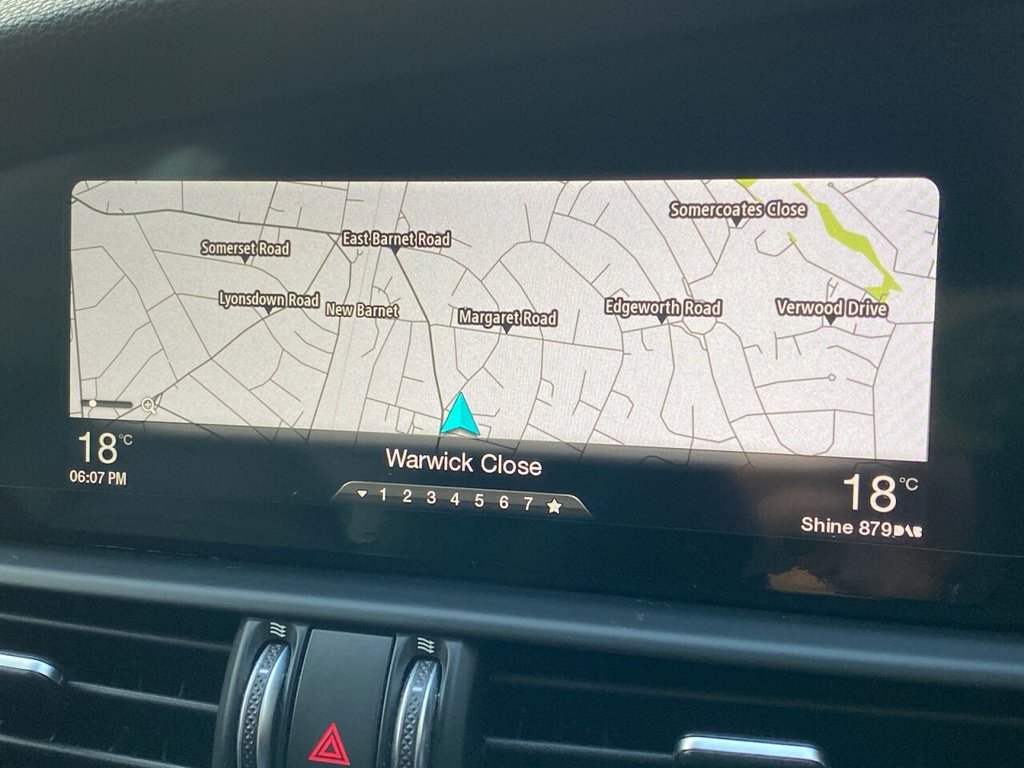 Somercoates Close
East Barnet Road
Somerset Road
Lyonsdown Road
New Barnet
Margaret Road
Edgeworth Road
Verwood Drive
18°C
06:07 PM
Warwick Close
1 2 3 4 5 6 7
18°C
Shine 879 DAB